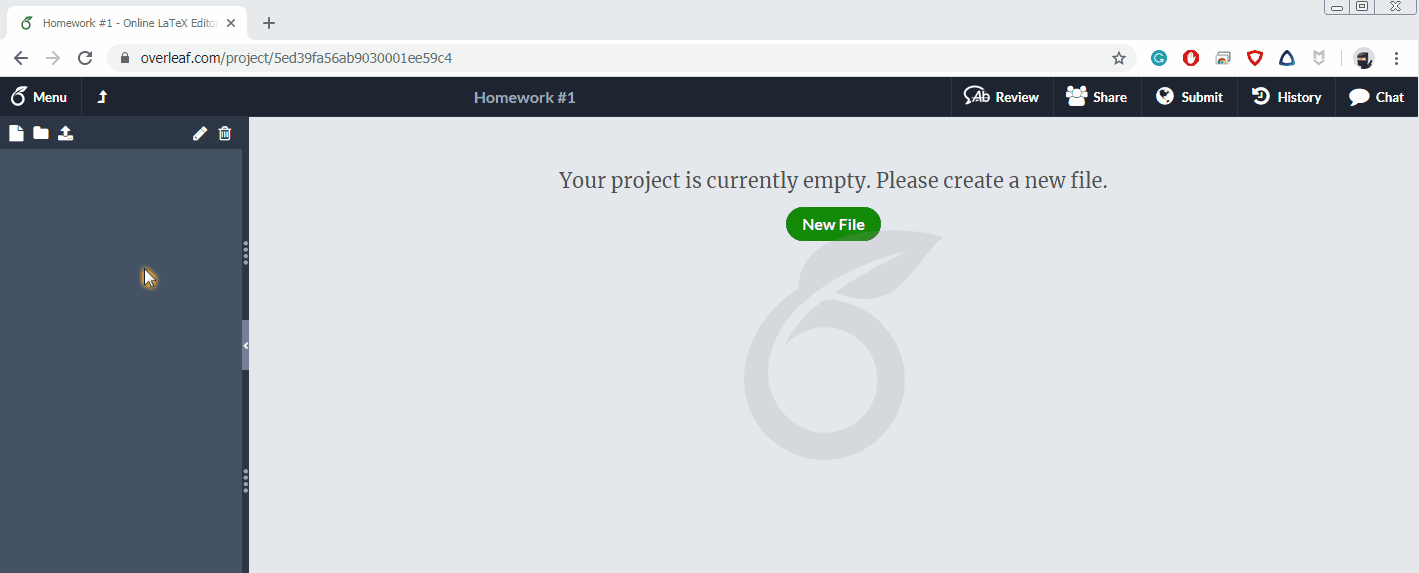 Homework #1 - Online LaTeX Editor
overleaf.com/project/5ed39fa56ab9030001ee59c4
Menu Homework #1 Review Share Submit History Chat
Your project is currently empty. Please create a new file.
New File